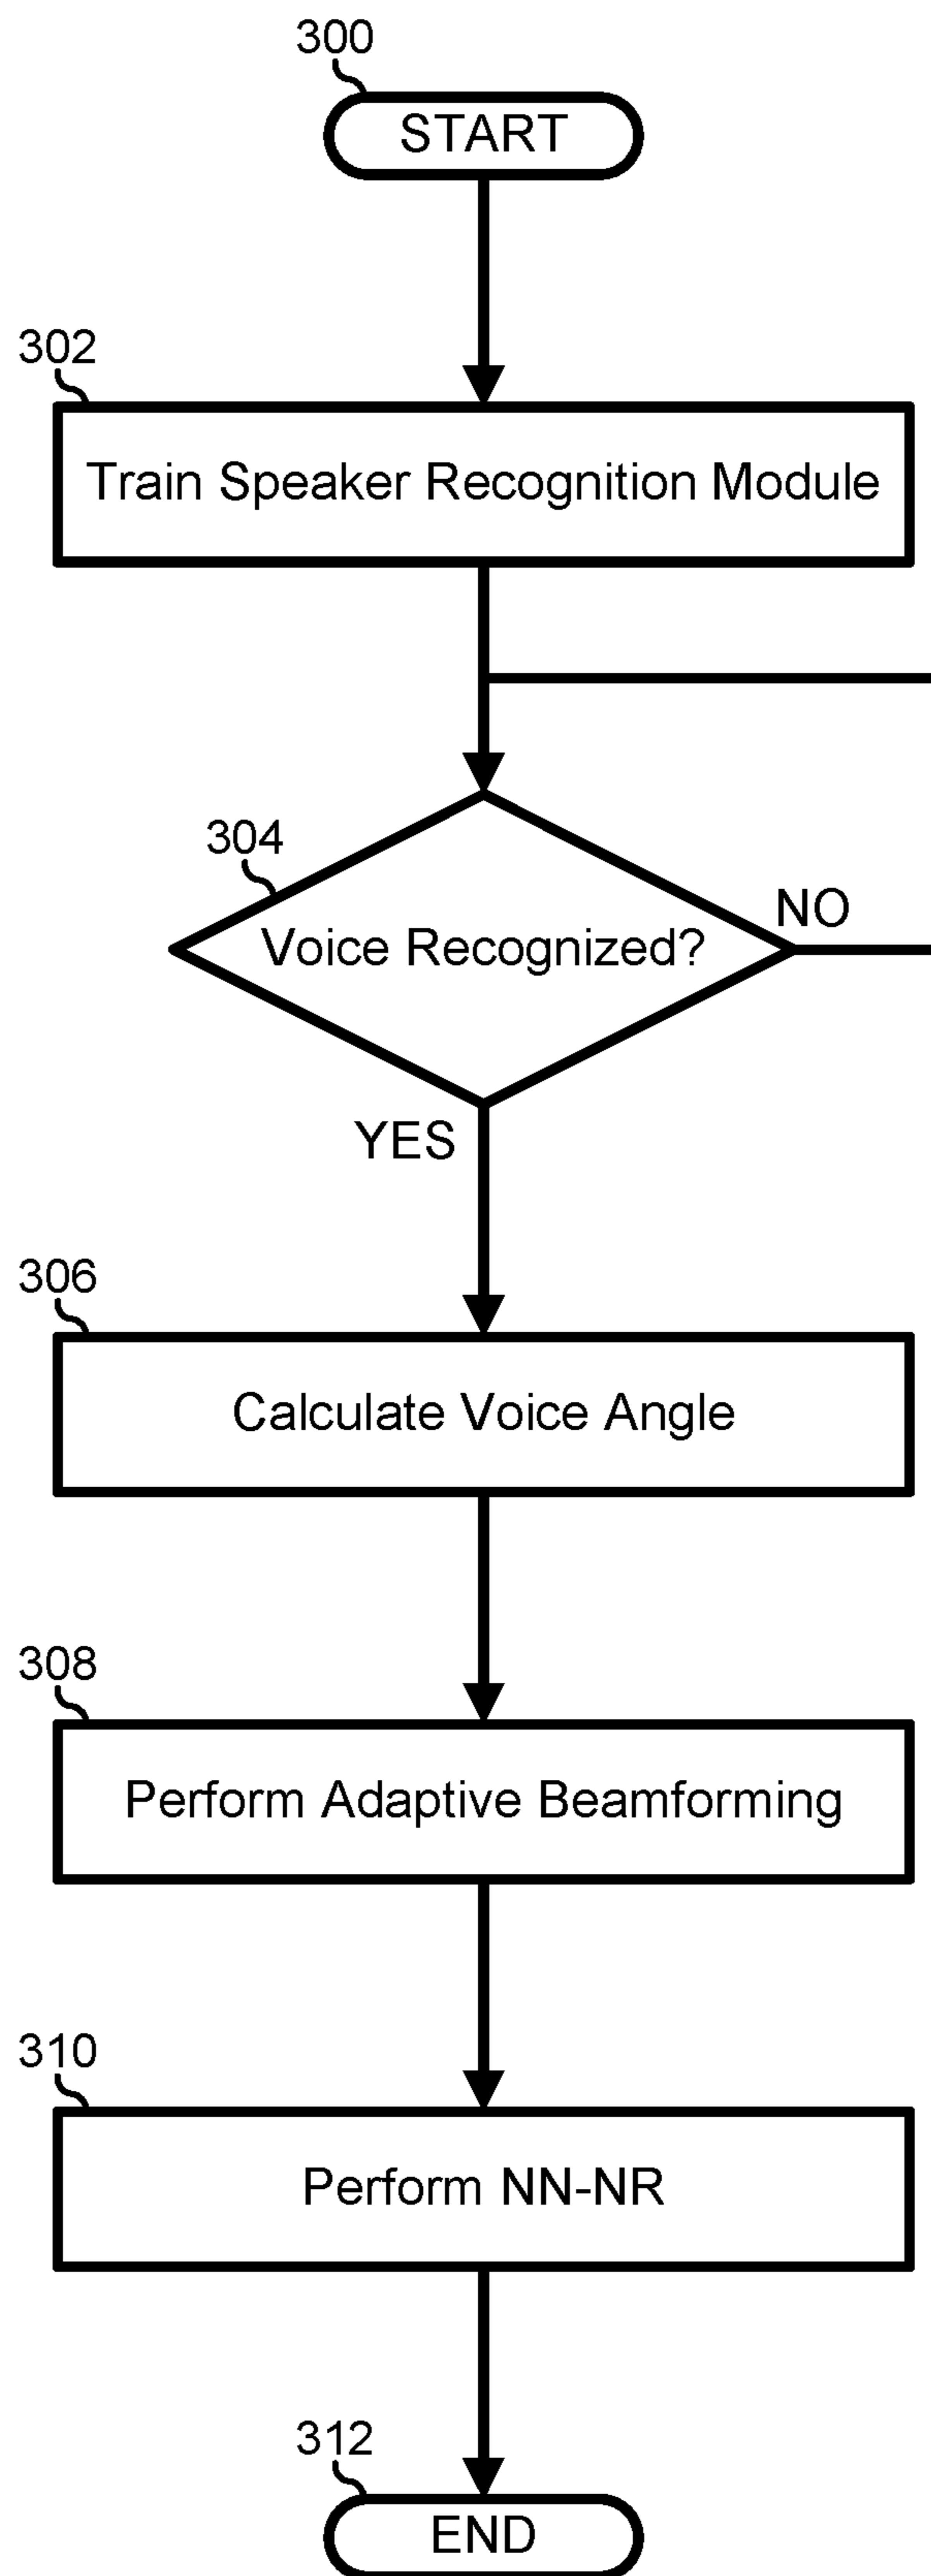 300
START
302
Train Speaker Recognition Module
304
Voice Recognized?
NO
YES
306
Calculate Voice Angle
308
Perform Adaptive Beamforming
310
Perform NN-NR
312
END